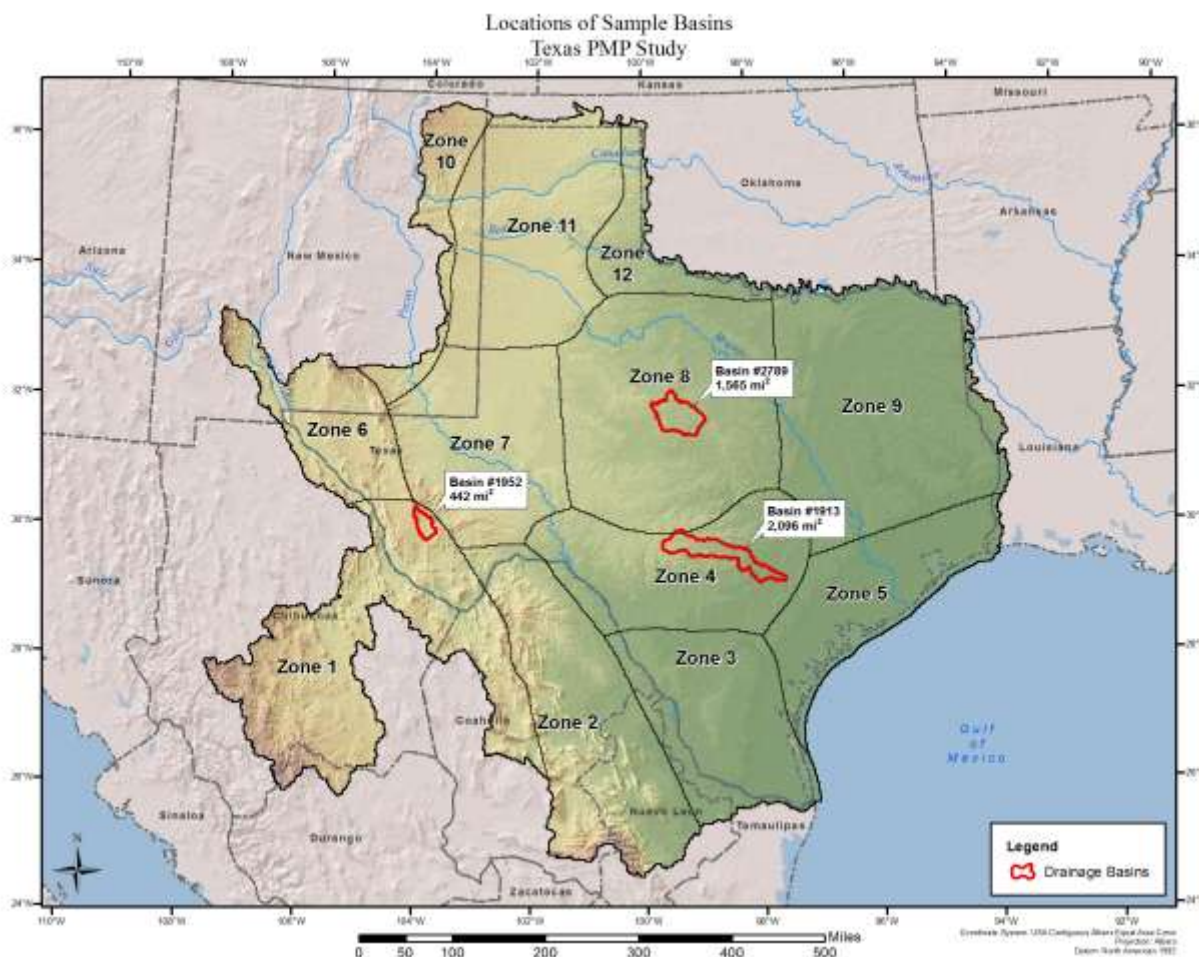 Locations of Sample Basins
Texas PMP Study
Colorado
Kansas
Missouri
Zone
10
Oklahoma
Arkansas
Arizona
New Mexico
Zone 11
Zone
12
Zone 8
Basin #2789
1,565 mi²
Zone 9
Zone 6
Texas
Zone 7
Louisiana
Basin #1952
442 mi²
Basin #1913
2,096 mi²
Sonora
Zone 4
Zone 5
Chihuahua
Zone 1
Zone 3
Coahuila
Zone 2
Gulf
of
Mexico
Sinaloa
Durango
Nuevo Leon
Tamaulipas
Zacatecas
N
Legend
Drainage Basins
Miles
0 50 100 200 300 400 500